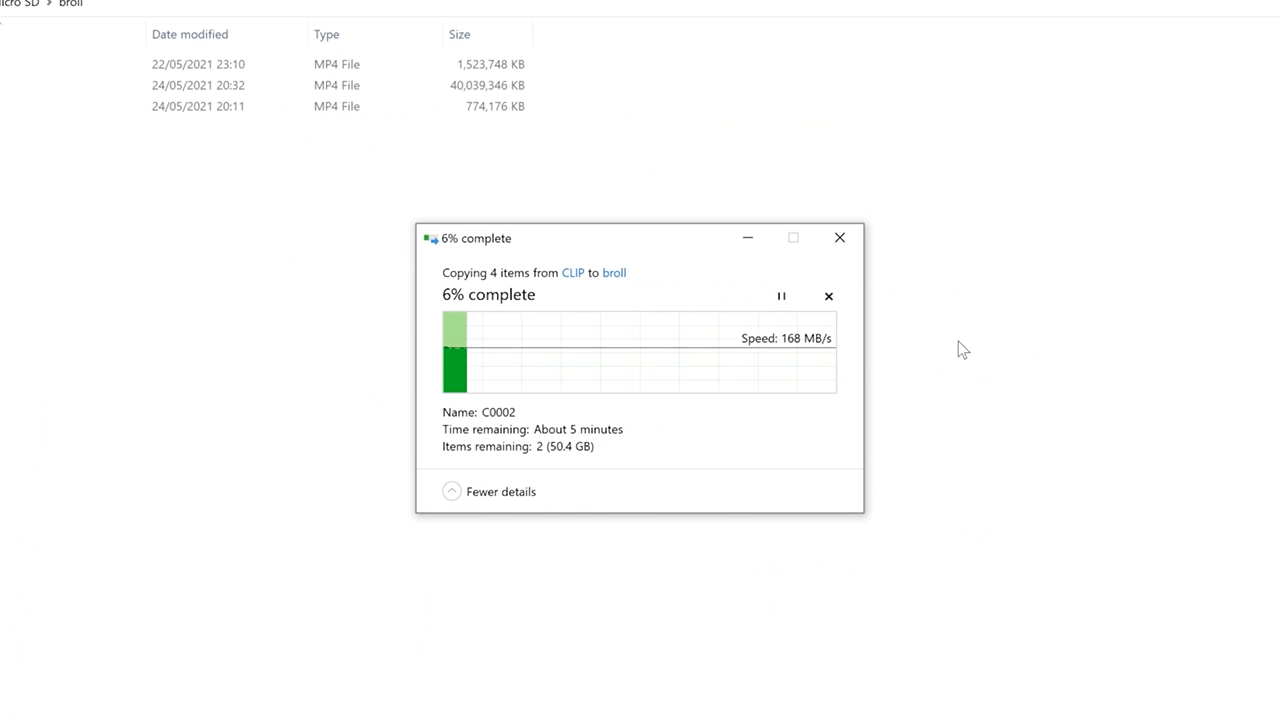 icro SD > broll
Date modified Type Size
22/05/2021 23:10 MP4 File 1,523,748 KB
24/05/2021 20:32 MP4 File 40,039,346 KB
24/05/2021 20:11 MP4 File 774,176 KB
6% complete
Copying 4 items from CLIP to broll
6% complete
Speed: 168 MB/s
Name: C0002
Time remaining: About 5 minutes
Items remaining: 2 (50.4 GB)
Fewer details